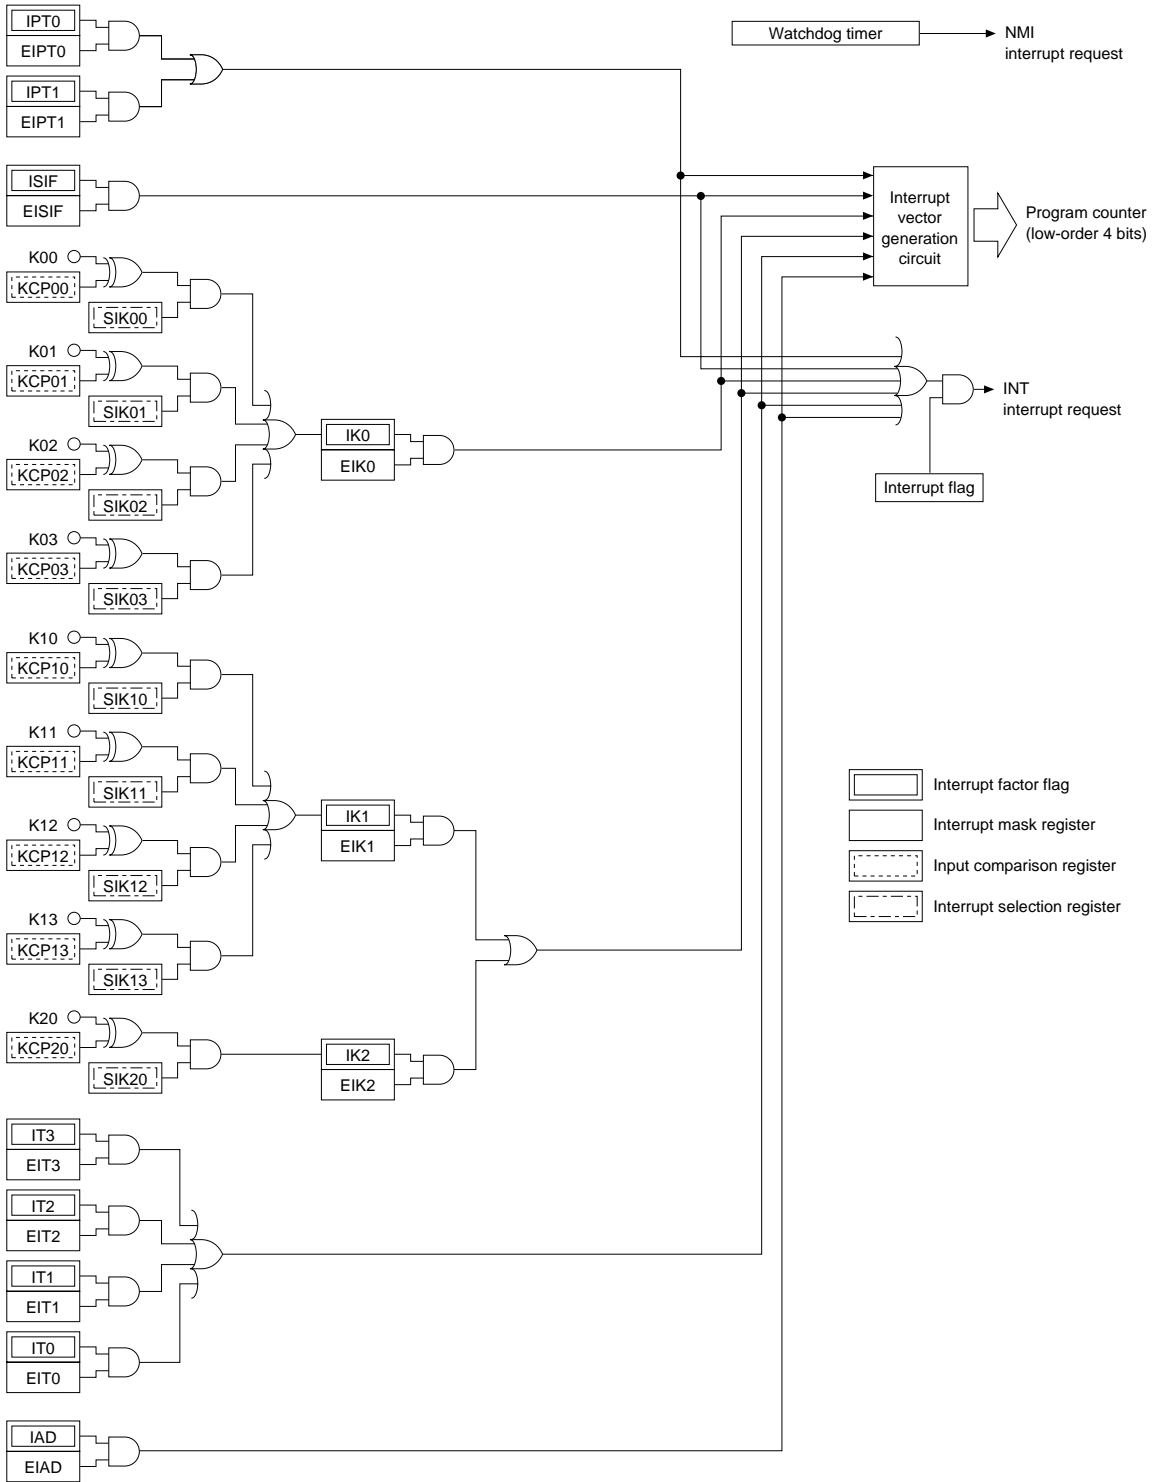 IPT0
EIPT0
IPT1
EIPT1
Watchdog timer
NMI
interrupt request
ISIF
EISIF
Interrupt
vector
generation
circuit
Program counter
(low-order 4 bits)
K00
KCP00
SIK00
K01
KCP01
SIK01
K02
KCP02
SIK02
K03
KCP03
SIK03
IK0
EIK0
INT
interrupt request
Interrupt flag
K10
KCP10
SIK10
K11
KCP11
SIK11
K12
KCP12
SIK12
K13
KCP13
SIK13
IK1
EIK1
K20
KCP20
SIK20
IK2
EIK2
Interrupt factor flag
Interrupt mask register
Input comparison register
Interrupt selection register
IT3
EIT3
IT2
EIT2
IT1
EIT1
IT0
EIT0
IAD
EIAD